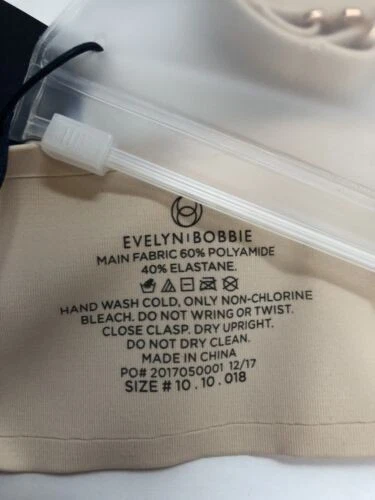 EVELYN BOBBIE
MAIN FABRIC 60% POLYAMIDE
40% ELASTANE.
HAND WASH COLD, ONLY NON-CHLORINE
BLEACH. DO NOT WRING OR TWIST.
CLOSE CLASP. DRY UPRIGHT.
DO NOT DRY CLEAN.
MADE IN CHINA
PO# 2017050001 12/17
SIZE # 10.10.018